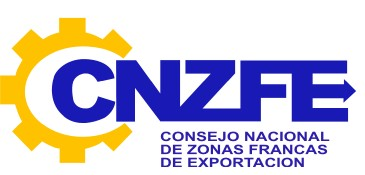 CNZFE
CONSEJO NACIONAL
DE ZONAS FRANCAS
DE EXPORTACION